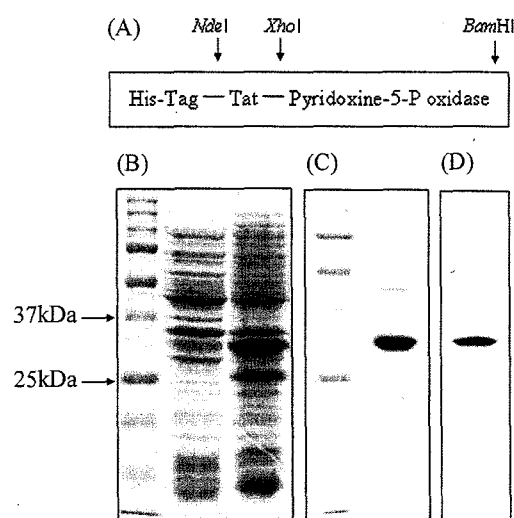 (A) NdeI XhoI BamHI
His-Tag — Tat — Pyridoxine-5-P oxidase
(B) (C) (D)
37kDa
25kDa